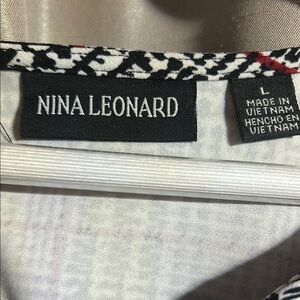 NINA LEONARD
L
MADE IN
VIETNAM
HENCHO EN
VIETNAM